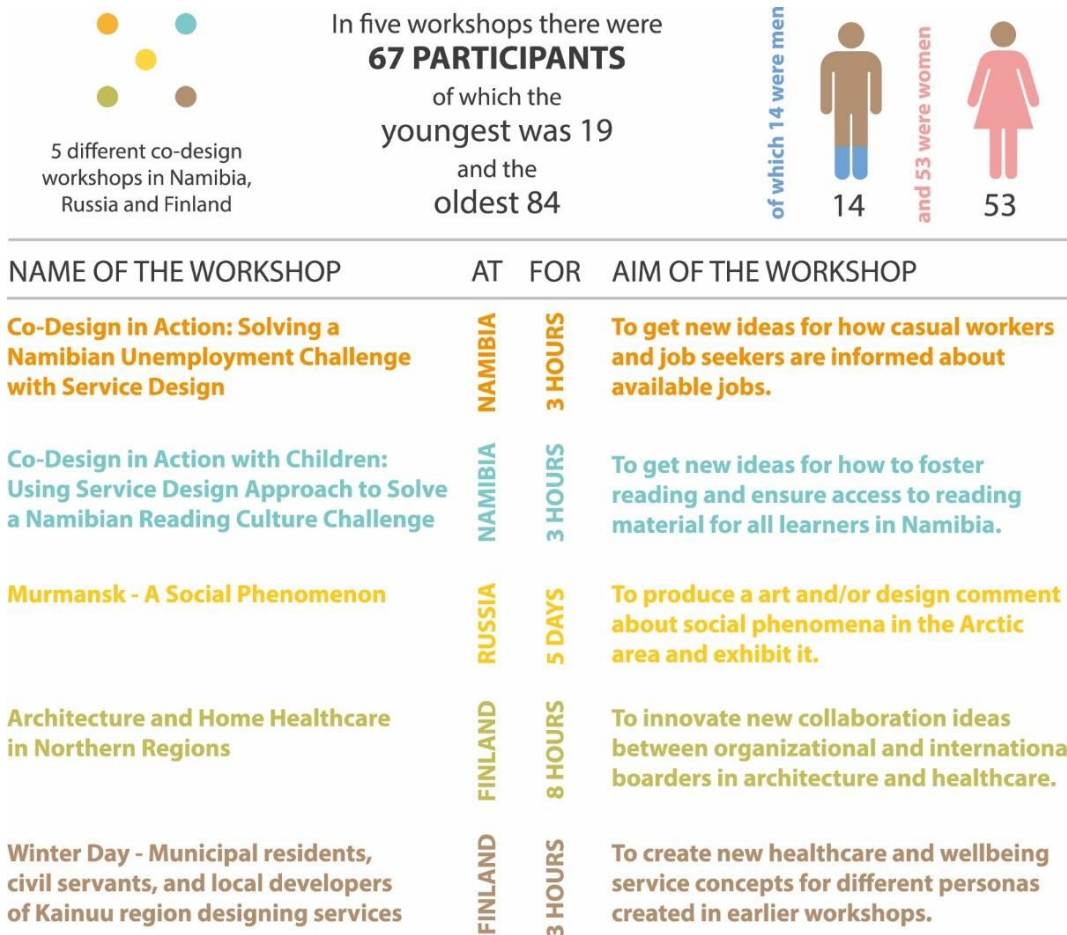 5 different co-design
workshops in Namibia,
Russia and Finland
In five workshops there were
67 PARTICIPANTS
of which the
youngest was 19
and the
oldest 84
of which 14 were men
14
and 53 were women
53
NAME OF THE WORKSHOP AT FOR AIM OF THE WORKSHOP
Co-Design in Action: Solving a
Namibian Unemployment Challenge
with Service Design
NAMIBIA
3 HOURS
To get new ideas for how casual workers
and job seekers are informed about
available jobs.
Co-Design in Action with Children:
Using Service Design Approach to Solve
a Namibian Reading Culture Challenge
NAMIBIA
3 HOURS
To get new ideas for how to foster
reading and ensure access to reading
material for all learners in Namibia.
Murmansk - A Social Phenomenon
RUSSIA
5 DAYS
To produce a art and/or design comment
about social phenomena in the Arctic
area and exhibit it.
Architecture and Home Healthcare
in Northern Regions
FINLAND
8 HOURS
To innovate new collaboration ideas
between organizational and internationa
boarders in architecture and healthcare.
Winter Day - Municipal residents,
civil servants, and local developers
of Kainuu region designing services
FINLAND
3 HOURS
To create new healthcare and wellbeing
service concepts for different personas
created in earlier workshops.